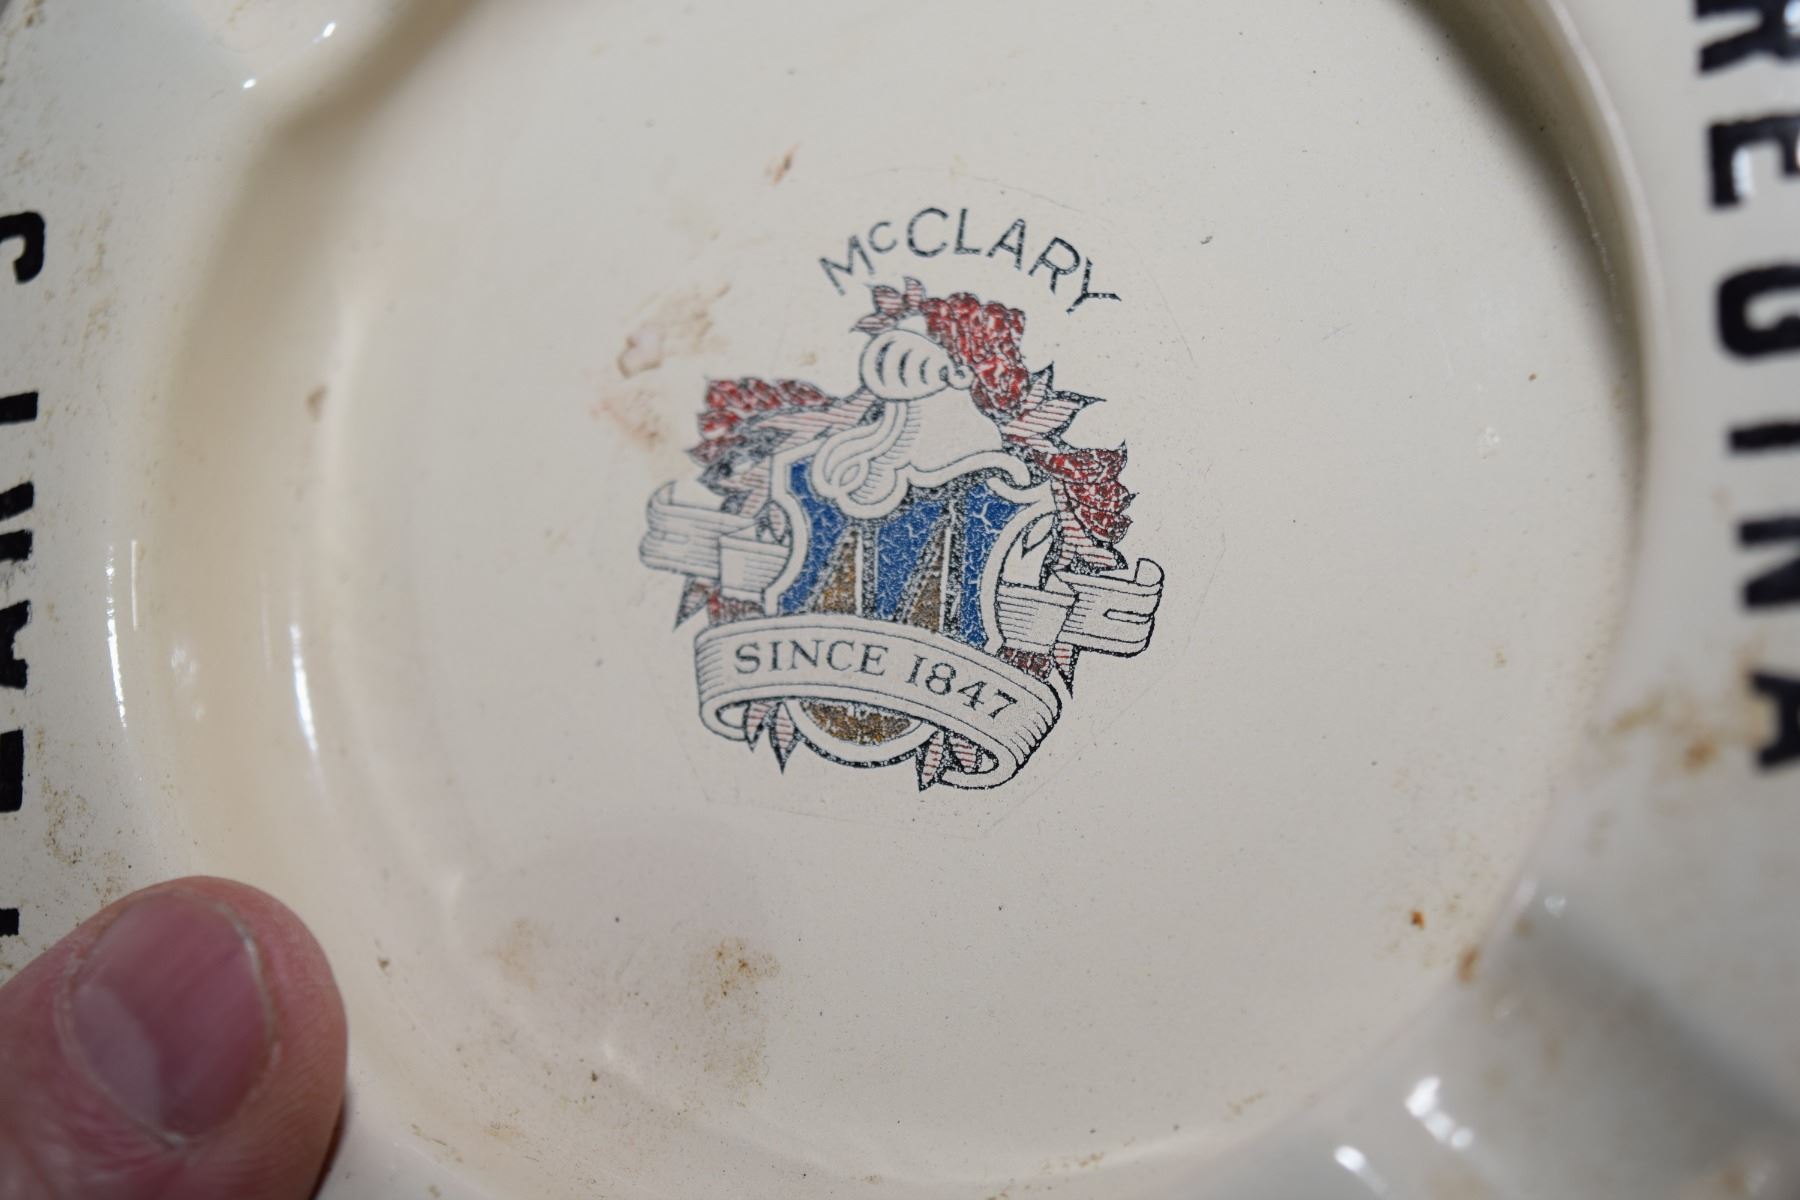 McCLARY
SINCE 1847
REGINA